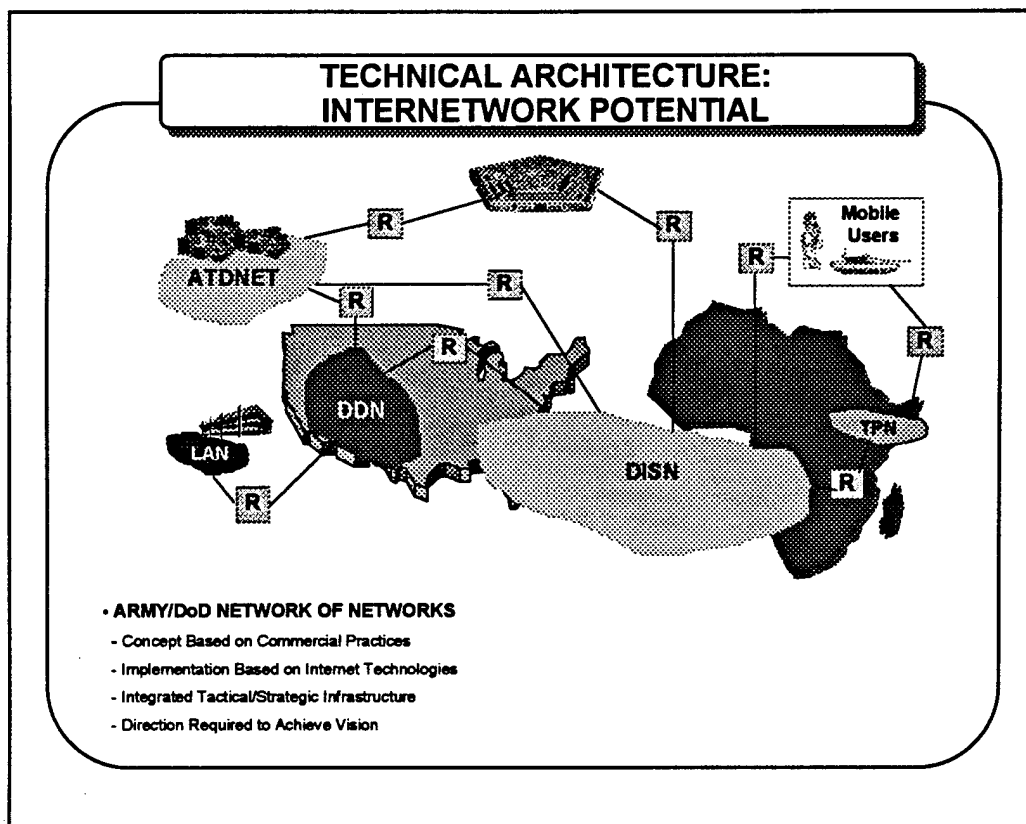 TECHNICAL ARCHITECTURE:
INTERNETWORK POTENTIAL
R
R
Mobile
Users
R
ATDNET
R
R
R
R
DDN
TPN
LAN
DISN
R
R
• ARMY/DoD NETWORK OF NETWORKS
- Concept Based on Commercial Practices
- Implementation Based on Internet Technologies
- Integrated Tactical/Strategic Infrastructure
- Direction Required to Achieve Vision